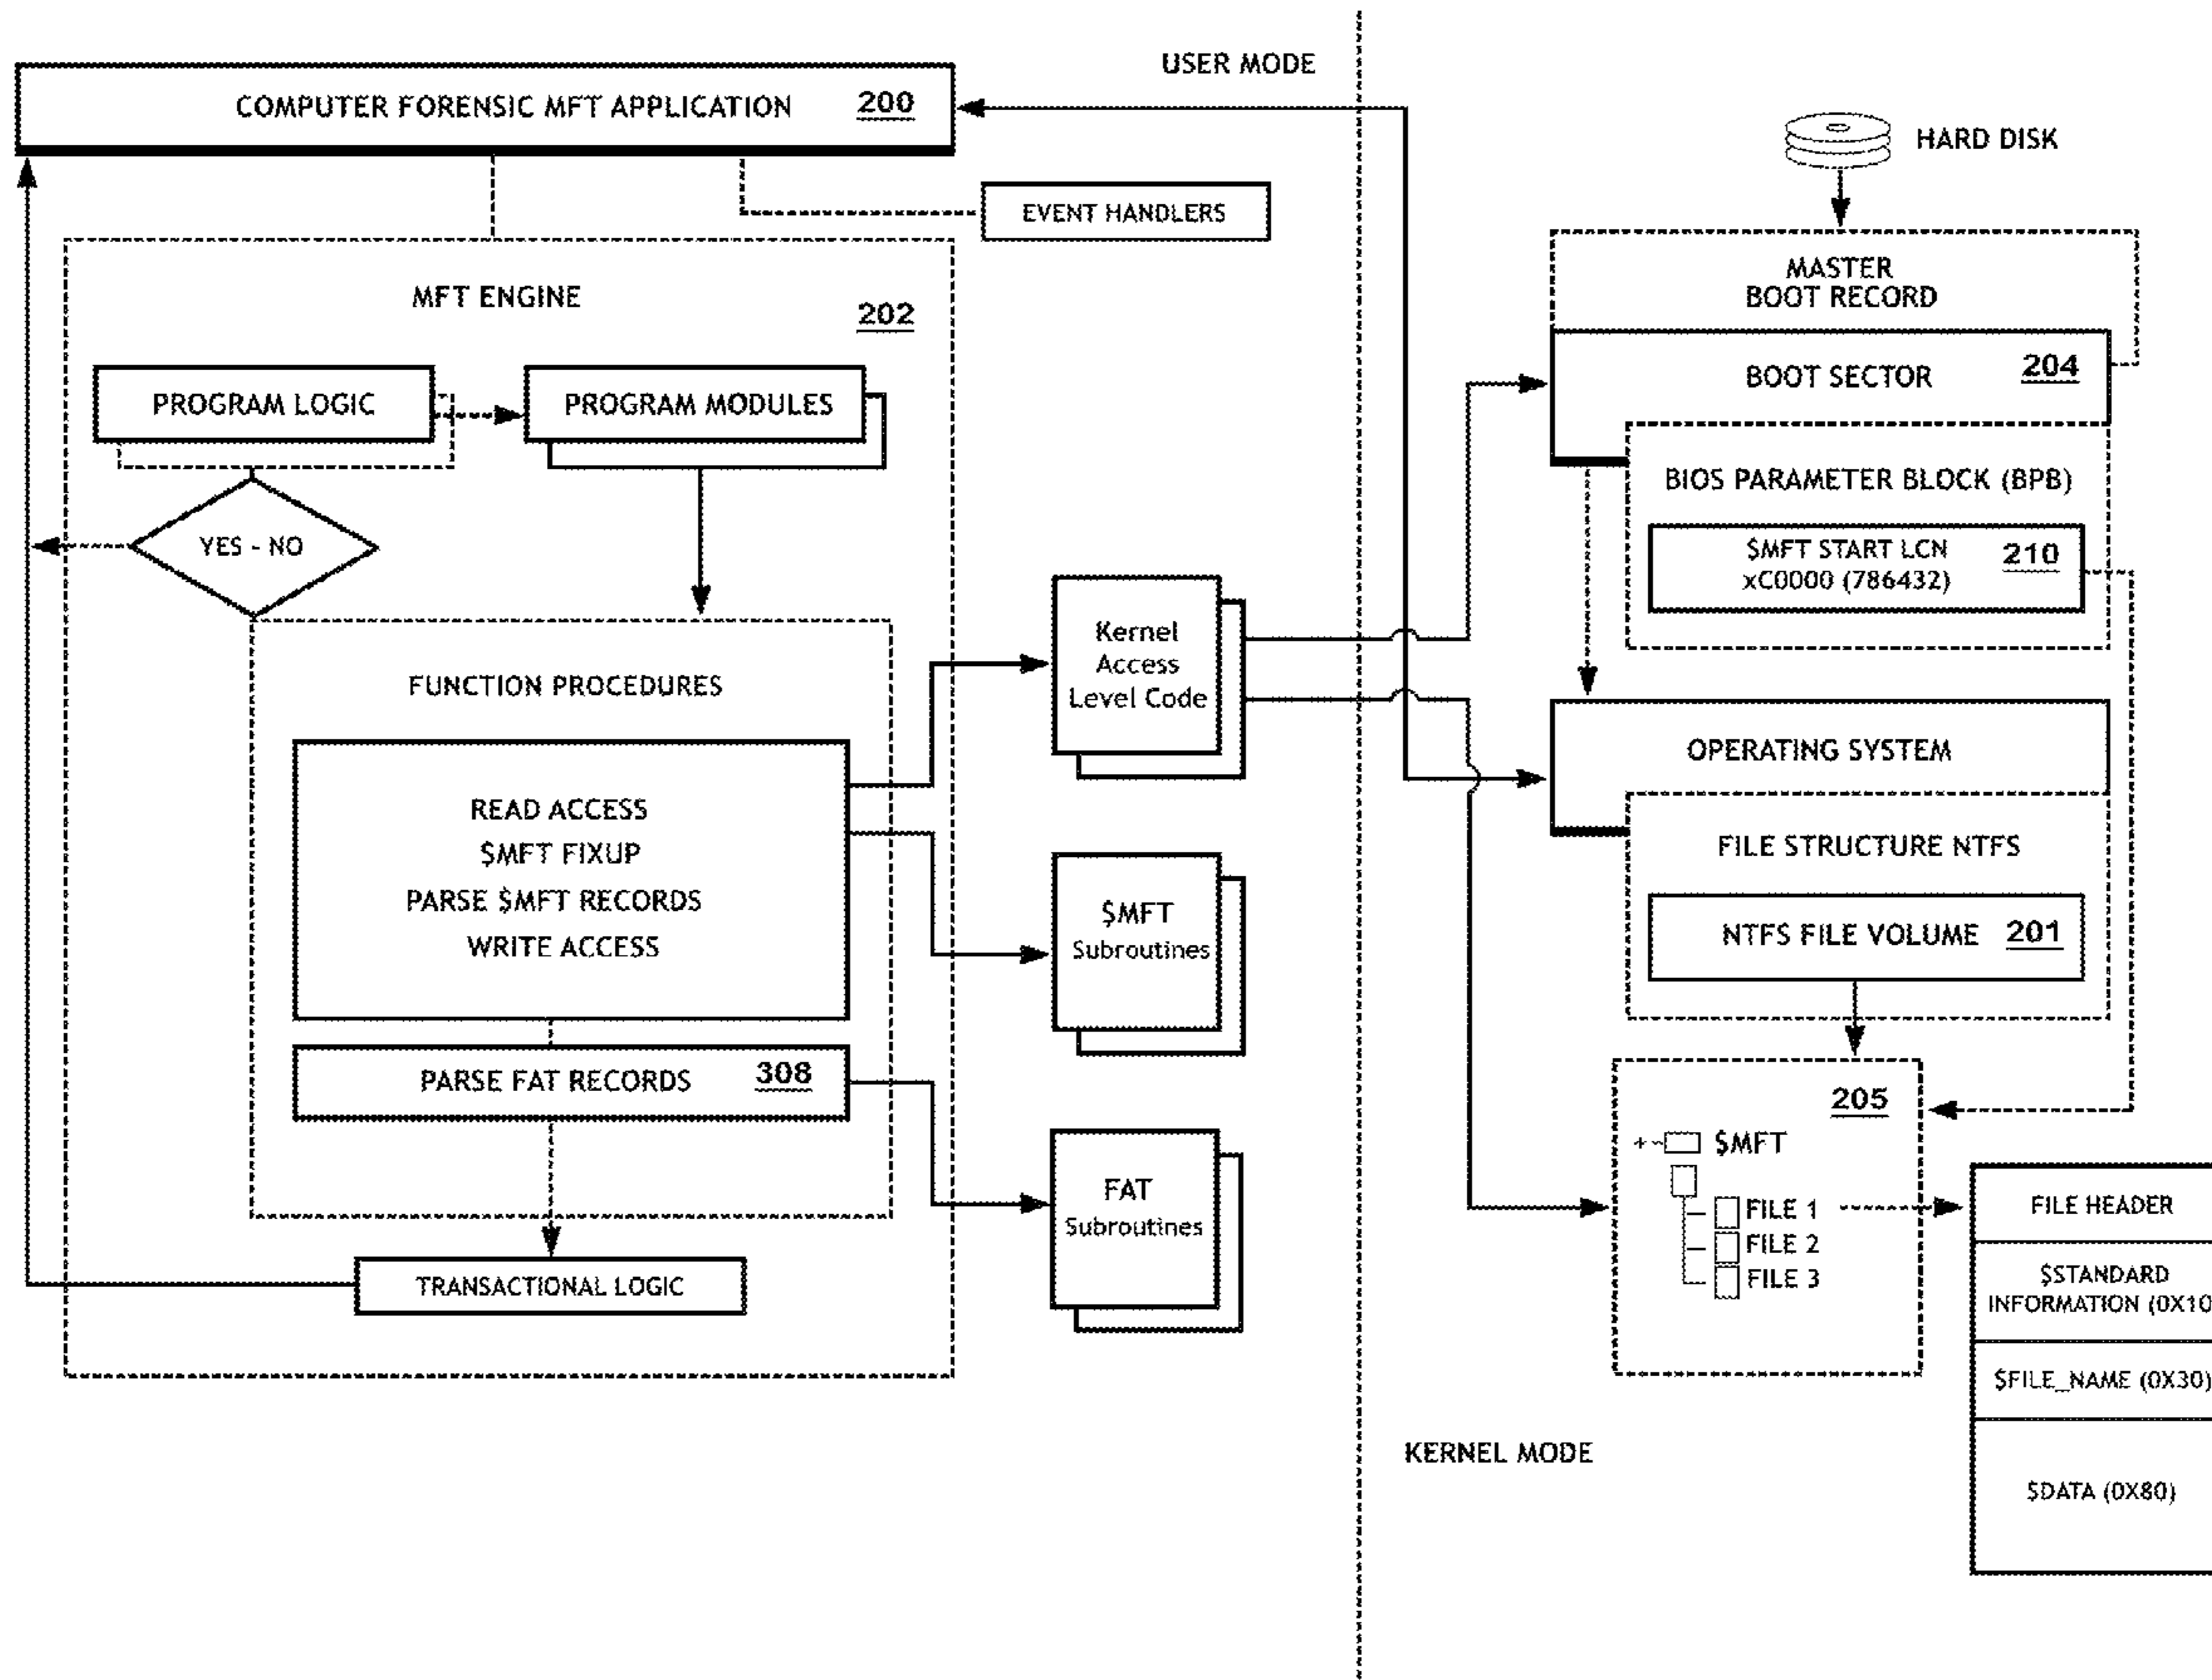 USER MODE
COMPUTER FORENSIC MFT APPLICATION 200
EVENT HANDLERS
MFT ENGINE
202
PROGRAM LOGIC
PROGRAM MODULES
YES - NO
FUNCTION PROCEDURES
READ ACCESS
$MFT FIXUP
PARSE $MFT RECORDS
WRITE ACCESS
PARSE FAT RECORDS 308
TRANSACTIONAL LOGIC
Kernel
Access
Level Code
$MFT
Subroutines
FAT
Subroutines
HARD DISK
MASTER
BOOT RECORD
BOOT SECTOR 204
BIOS PARAMETER BLOCK (BPB)
$MFT START LCN 210
xC0000 (786432)
OPERATING SYSTEM
FILE STRUCTURE NTFS
NTFS FILE VOLUME 201
205
$MFT
FILE 1
FILE 2
FILE 3
FILE HEADER
$STANDARD
INFORMATION (0X10
$FILE_NAME (0X30)
$DATA (0X80)
KERNEL MODE